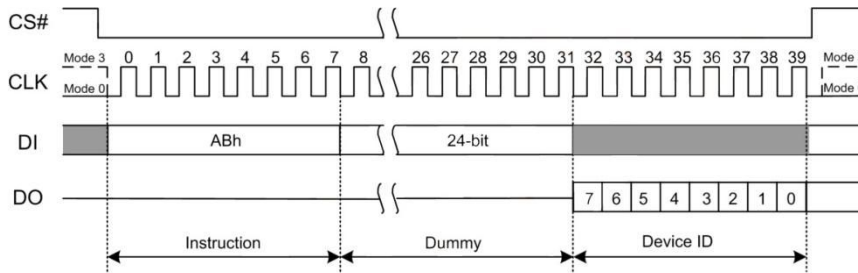 CS#
Mode 3 0 1 2 3 4 5 6 7 8 26 27 28 29 30 31 32 33 34 35 36 37 38 39 Mode
CLK
Mode 0 Mode
DI ABh 24-bit
DO 7 6 5 4 3 2 1 0
Instruction Dummy Device ID